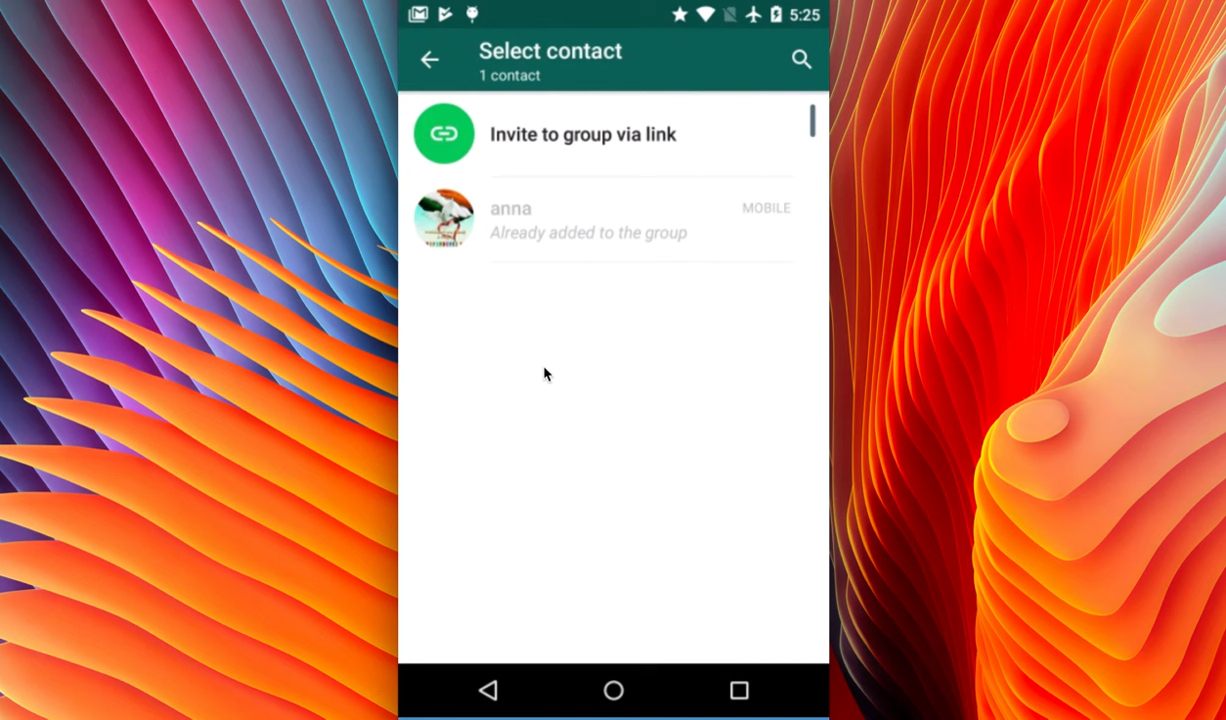 5:25
Select contact
1 contact
Invite to group via link
anna MOBILE
Already added to the group